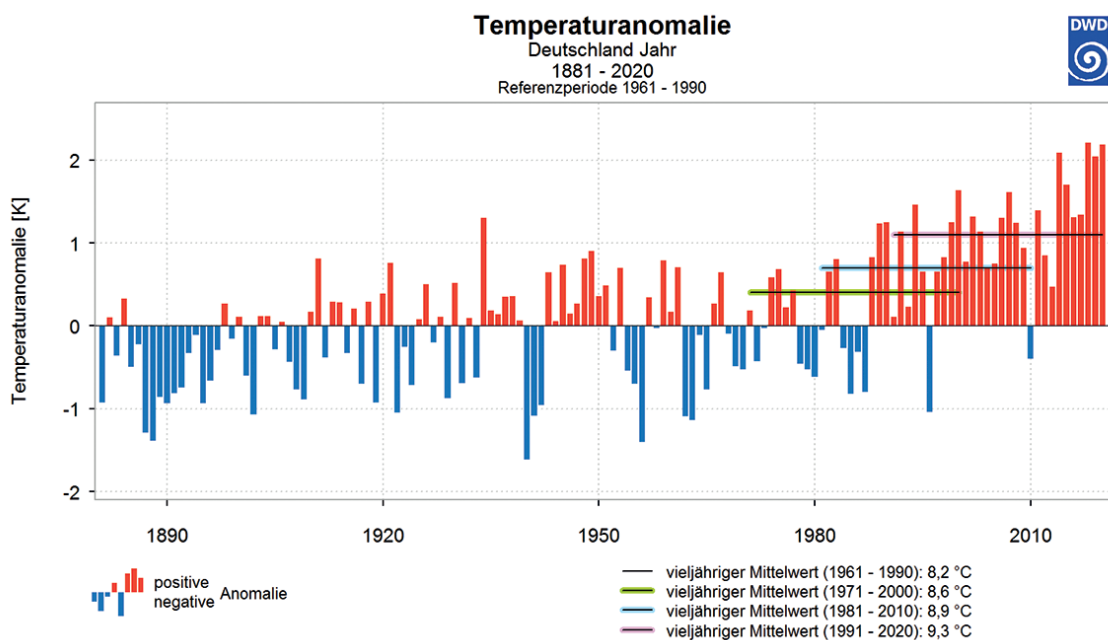 Temperaturanomalie
Deutschland Jahr
1881 - 2020
Referenzperiode 1961 - 1990
DWD
Temperaturanomalie [K]
2
1
0
-1
-2
1890 1920 1950 1980 2010
positive
negative
Anomalie
vieljähriger Mittelwert (1961 - 1990): 8,2 °C
vieljähriger Mittelwert (1971 - 2000): 8,6 °C
vieljähriger Mittelwert (1981 - 2010): 8,9 °C
vieljähriger Mittelwert (1991 - 2020): 9,3 °C